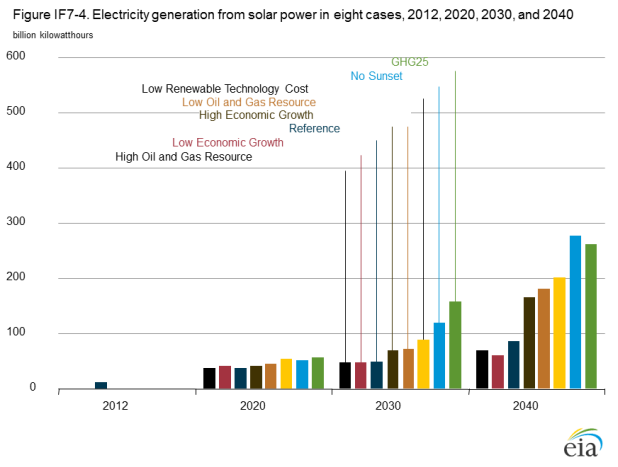 Figure IF7-4. Electricity generation from solar power in eight cases, 2012, 2020, 2030, and 2040
billion kilowatthours
600
GHG25
No Sunset
Low Renewable Technology Cost
Low Oil and Gas Resource
500
High Economic Growth
Reference
Low Economic Growth
High Oil and Gas Resource
400
300
200
100
0
2012
2020
2030
2040
eia